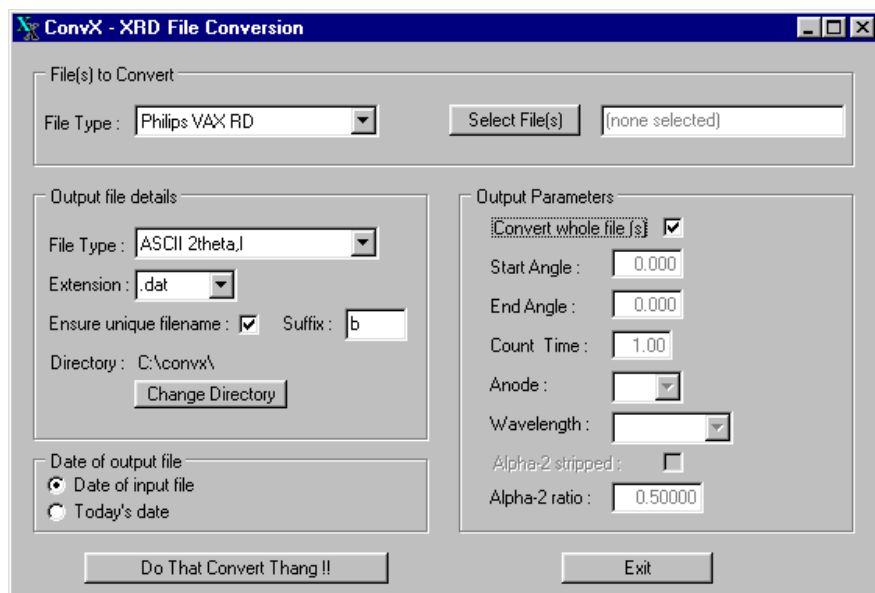 ConvX - XRD File Conversion
File(s) to Convert
File Type : Philips VAX RD
Select File(s) (none selected)
Output file details
File Type : ASCII 2theta,I
Extension : .dat
Ensure unique filename : Suffix : b
Directory : C:\convx\
Change Directory
Date of output file
Date of input file
Today's date
Output Parameters
Convert whole file(s)
Start Angle : 0.000
End Angle : 0.000
Count Time : 1.00
Anode :
Wavelength :
Alpha-2 stripped :
Alpha-2 ratio : 0.50000
Do That Convert Thang !!
Exit